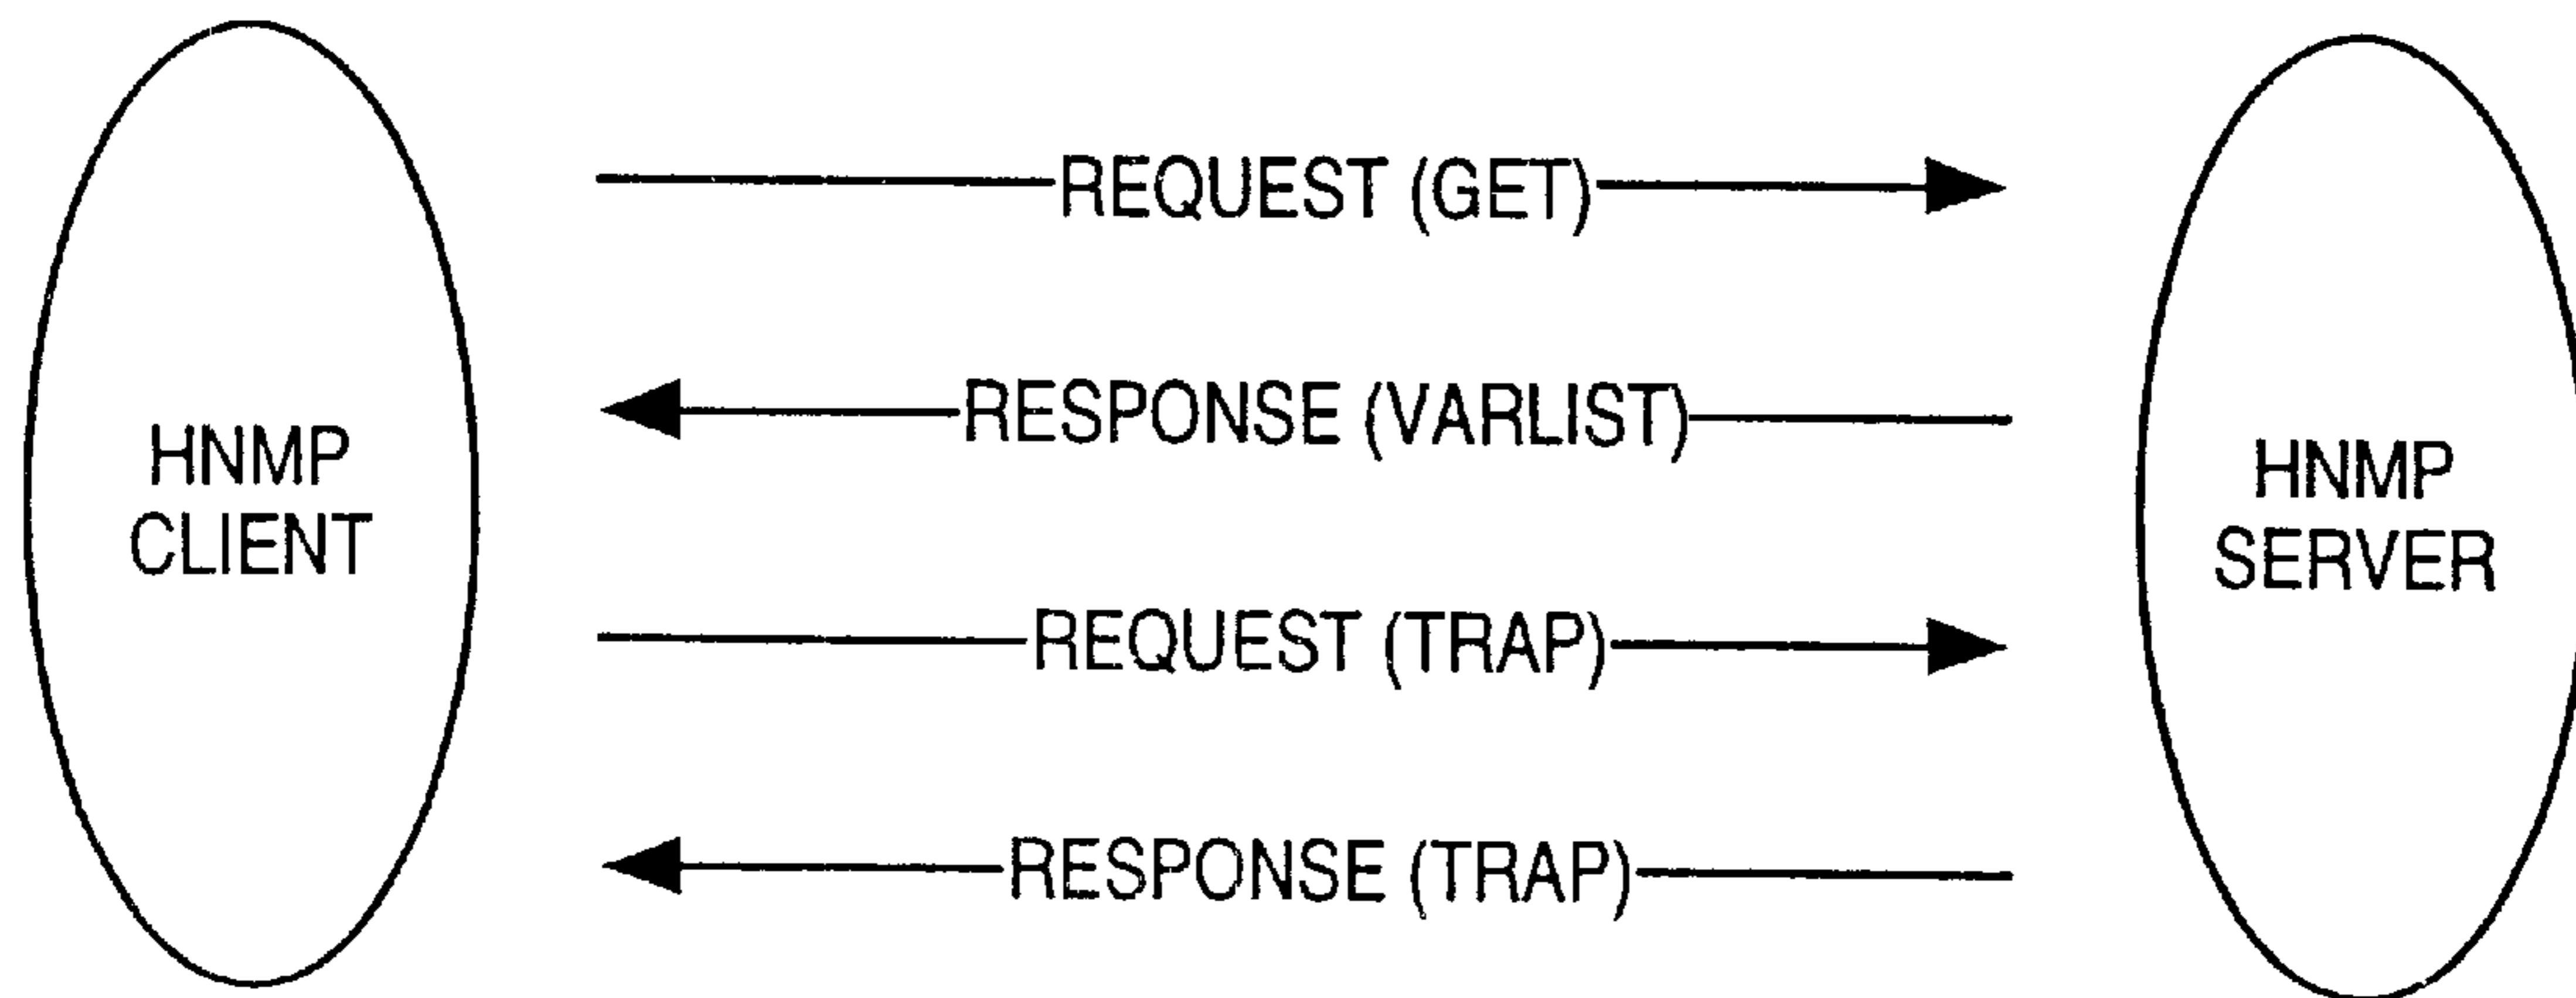 REQUEST (GET)
RESPONSE (VARLIST)
HNMP
CLIENT
HNMP
SERVER
REQUEST (TRAP)
RESPONSE (TRAP)